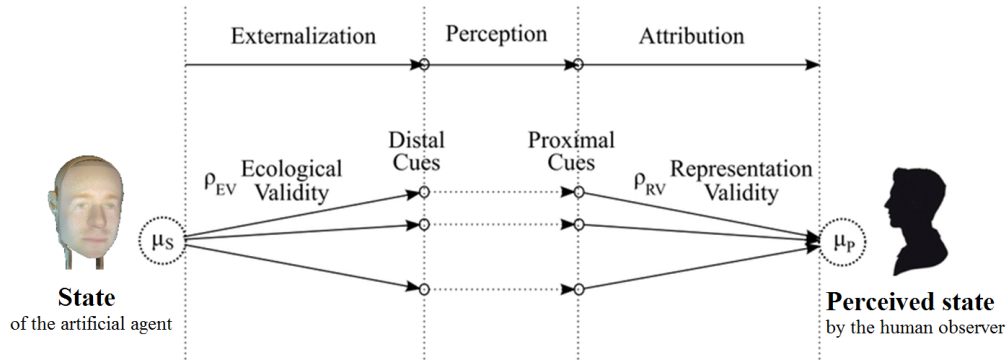 Externalization
Perception
Attribution
Distal
Cues
Proximal
Cues
ρEV
Ecological
Validity
ρRV
Representation
Validity
μS
μP
State
of the artificial agent
Perceived state
by the human observer